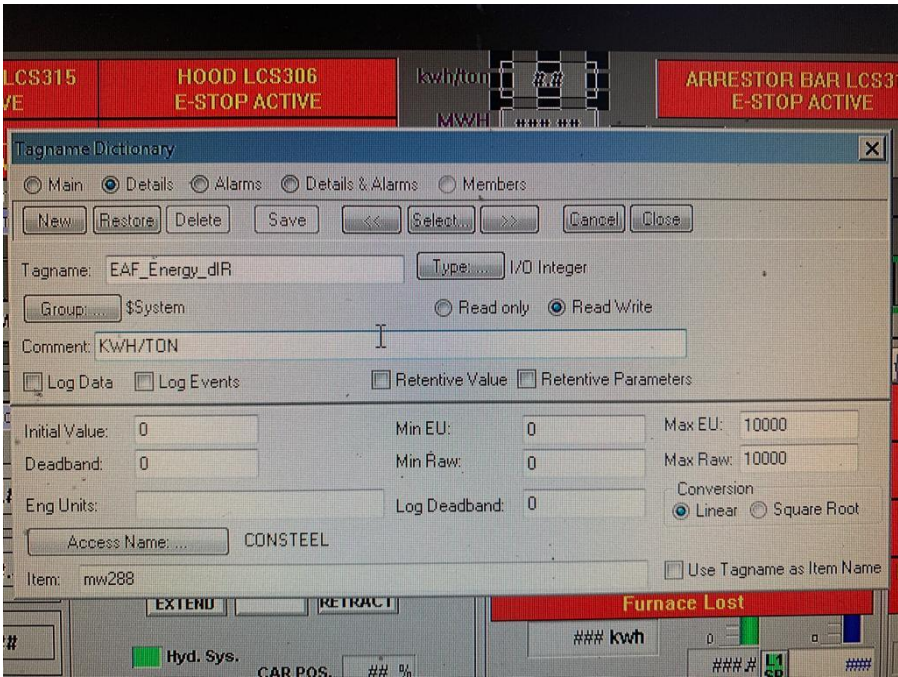 LCS315
HOOD LCS306
E-STOP ACTIVE
kwh/ton
#.#
MWH
###.##
ARRESTOR BAR
E-STOP ACTIVE
Tagname Dictionary
Main
Details
Alarms
Details & Alarms
Members
New
Restore
Delete
Save
<<
Select...
>>
Cancel
Close
Tagname: EAF_Energy_dIR
Type: ...
I/O Integer
Group: ....
$System
Read only
Read Write
Comment: KWH/TON
Log Data
Log Events
Retentive Value
Retentive Parameters
Initial Value: 0
Min EU: 0
Max EU: 10000
Deadband: 0
Min Raw: 0
Max Raw: 10000
Eng Units:
Log Deadband: 0
Conversion
Linear
Square Root
Access Name: ...
CONSTEEL
Item: mw288
Use Tagname as Item Name
EXTEND
RETRACT
Furnace Lost
### kwh
0
0
##
Hyd. Sys.
CAR POS.
## %
###.#
L1
SP
###